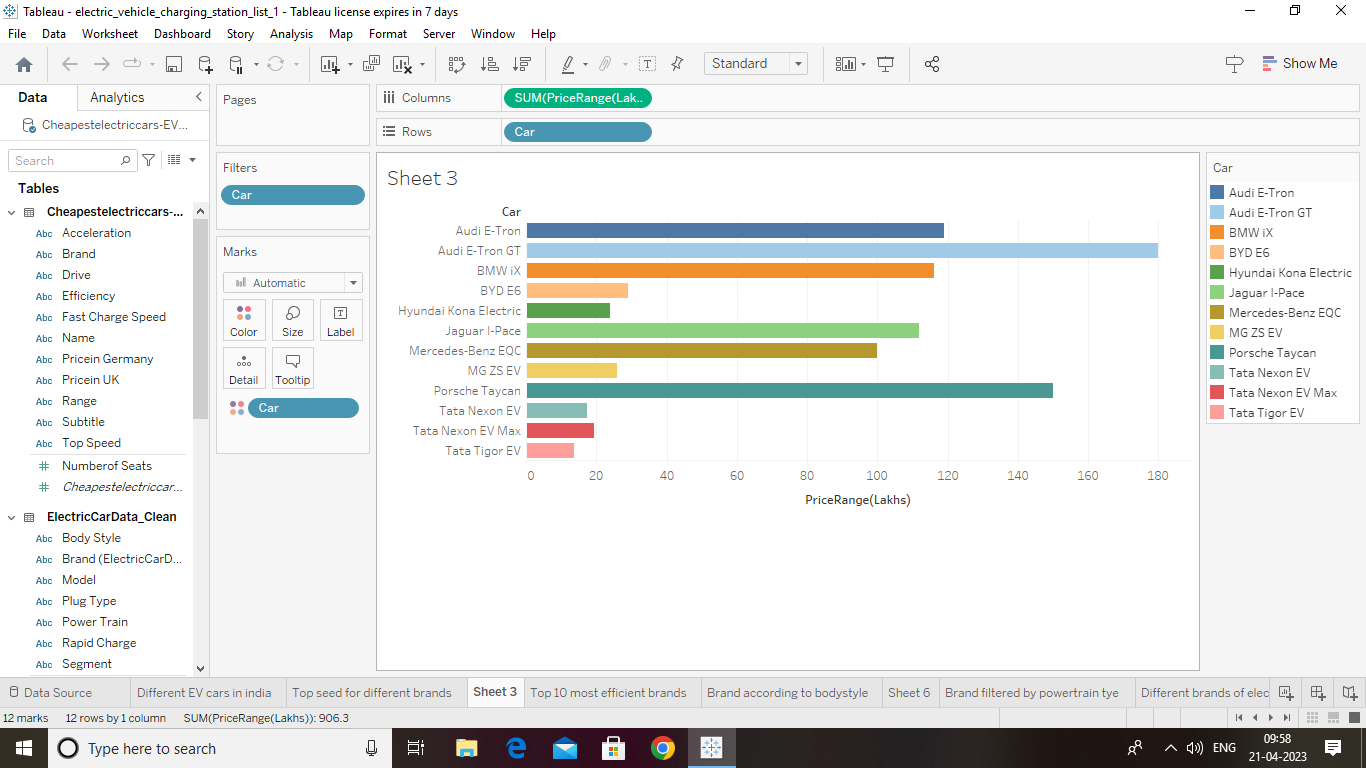 Tableau - electric_vehicle_charging_station_list_1 - Tableau license expires in 7 days
File Data Worksheet Dashboard Story Analysis Map Format Server Window Help
Standard
Show Me
Data Analytics
Cheapestelectriccars-EV...
Search
Tables
Cheapestelectriccars-...
Abc Acceleration
Abc Brand
Abc Drive
Abc Efficiency
Abc Fast Charge Speed
Abc Name
Abc Pricein Germany
Abc Pricein UK
Abc Range
Abc Subtitle
Abc Top Speed
# Numberof Seats
# Cheapestelectriccar...
ElectricCarData_Clean
Abc Body Style
Abc Brand (ElectricCarD...
Abc Model
Abc Plug Type
Abc Power Train
Abc Rapid Charge
Abc Segment
Pages
Filters
Car
Marks
Automatic
Color Size Label
Detail Tooltip
Car
Columns SUM(PriceRange(Lak..
Rows Car
Sheet 3
Car
Audi E-Tron
Audi E-Tron GT
BMW iX
BYD E6
Hyundai Kona Electric
Jaguar I-Pace
Mercedes-Benz EQC
MG ZS EV
Porsche Taycan
Tata Nexon EV
Tata Nexon EV Max
Tata Tigor EV
0 20 40 60 80 100 120 140 160 180
PriceRange(Lakhs)
Car
Audi E-Tron
Audi E-Tron GT
BMW iX
BYD E6
Hyundai Kona Electric
Jaguar I-Pace
Mercedes-Benz EQC
MG ZS EV
Porsche Taycan
Tata Nexon EV
Tata Nexon EV Max
Tata Tigor EV
Data Source Different EV cars in india Top seed for different brands Sheet 3 Top 10 most efficient brands Brand according to bodystyle Sheet 6 Brand filtered by powertrain tye Different brands of elec
12 marks 12 rows by 1 column SUM(PriceRange(Lakhs)): 906.3
Type here to search
ENG
09:58
21-04-2023